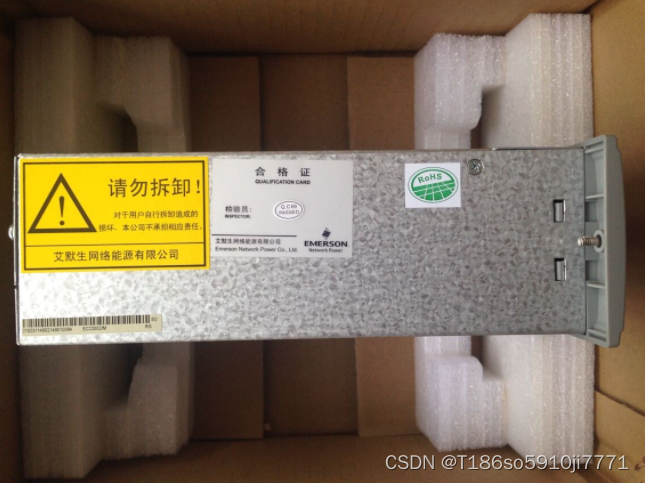 请勿拆卸!
对于用户自行拆卸造成的
损坏、本公司不承担相应责任。
艾默生网络能源有限公司
合格证
QUALIFICATION CARD
检验员:
INSPECTOR:
PASSED
艾默生网络能源有限公司
Emerson Network Power Co., Ltd.
EMERSON
Network Power
RoHS
CSDN @T186so5910ji7771